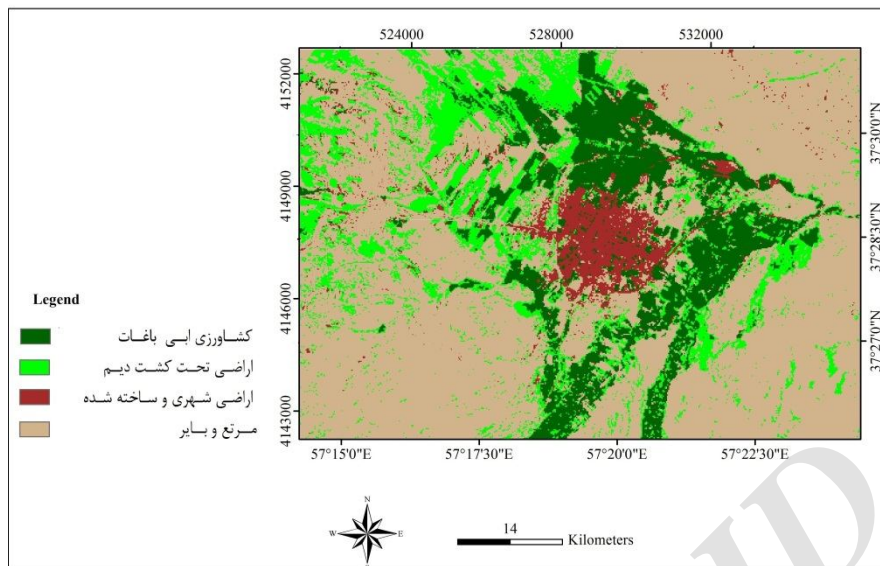 524000 528000 532000
4152000
4149000
4146000
4143000
37°30'0"N
37°28'30"N
37°27'0"N
Legend
کشاورزی ابی باغات
اراضی تحت کشت دیم
اراضی شهری و ساخته شده
مرتع و بایر
57°15'0"E 57°17'30"E 57°20'0"E 57°22'30"E
N
W E
S
14
Kilometers